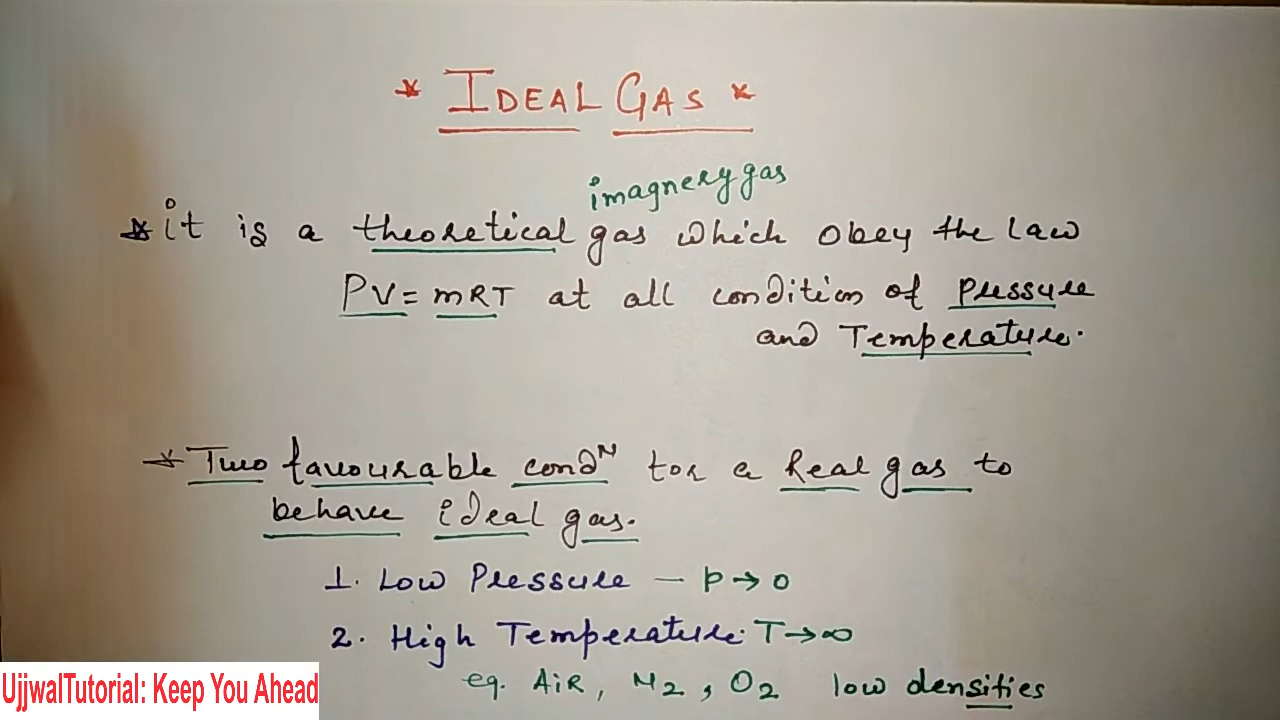 * IDEAL GAS *
imagnery gas
* it is a theoretical gas which obey the law
PV = mRT at all condition of Pressure
and Temperature.
* Two favourable condN for a Real gas to
behave ideal gas.
1. Low Pressure — P → 0
2. High Temperature. T → ∞
eg. AiR, N2, O2 low densities
UjjwalTutorial: Keep You Ahead